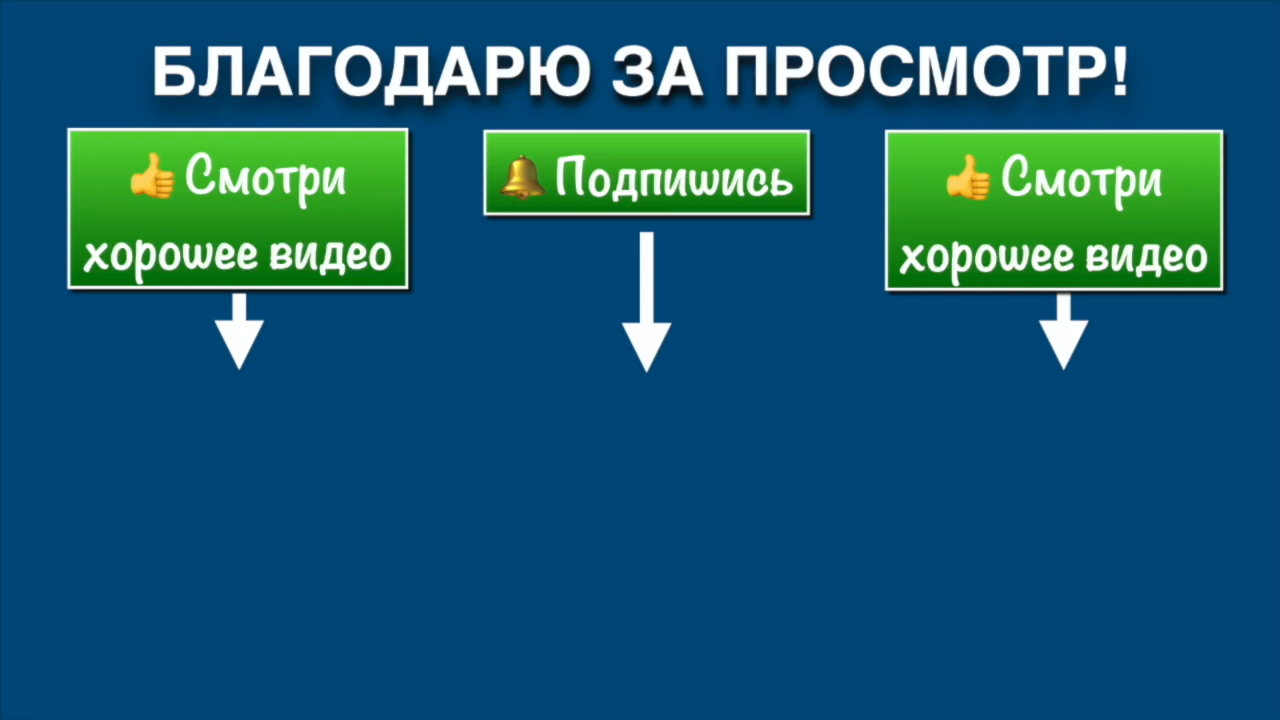 БЛАГОДАРЮ ЗА ПРОСМОТР!
👍 Смотри
хорошее видео
🔔 Подпишись
👍 Смотри
хорошее видео